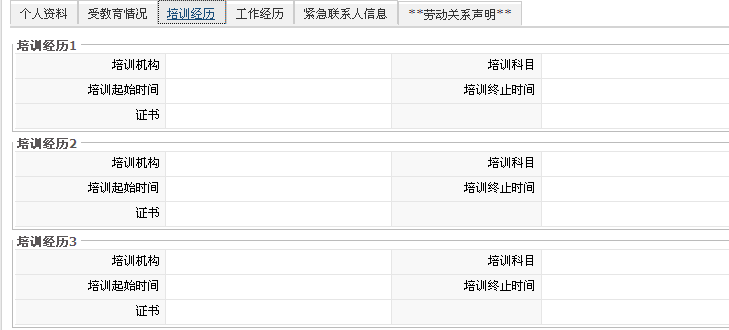 个人资料 受教育情况 培训经历 工作经历 紧急联系人信息 **劳动关系声明**
培训经历1
培训机构 培训科目
培训起始时间 培训终止时间
证书
培训经历2
培训机构 培训科目
培训起始时间 培训终止时间
证书
培训经历3
培训机构 培训科目
培训起始时间 培训终止时间
证书